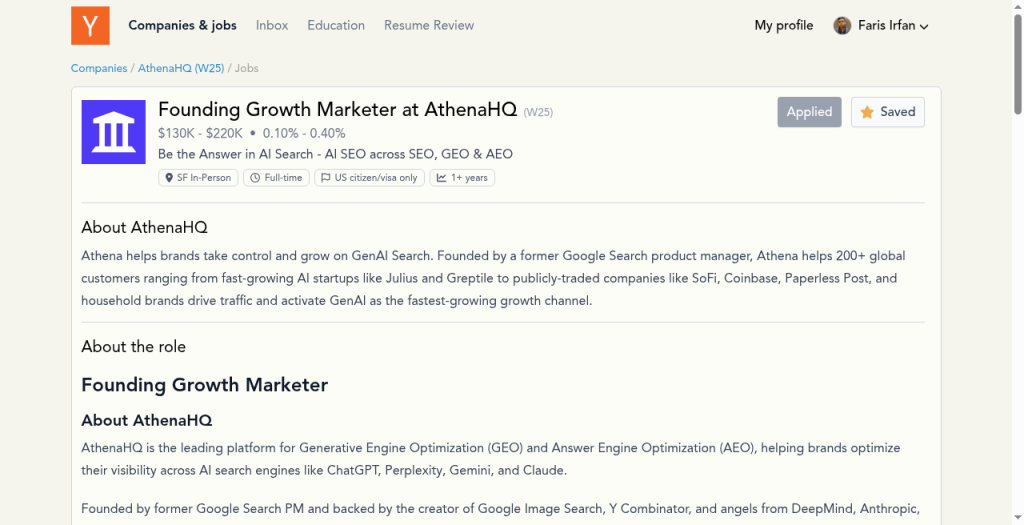 Y
Companies & jobs
Inbox
Education
Resume Review
My profile
Faris Irfan
Companies / AthenaHQ (W25) / Jobs
Founding Growth Marketer at AthenaHQ (W25)
Applied
Saved
$130K - $220K • 0.10% - 0.40%
Be the Answer in AI Search - AI SEO across SEO, GEO & AEO
SF In-Person
Full-time
US citizen/visa only
1+ years
About AthenaHQ
Athena helps brands take control and grow on GenAI Search. Founded by a former Google Search product manager, Athena helps 200+ global
customers ranging from fast-growing AI startups like Julius and Greptile to publicly-traded companies like SoFi, Coinbase, Paperless Post, and
household brands drive traffic and activate GenAI as the fastest-growing growth channel.
About the role
Founding Growth Marketer
About AthenaHQ
AthenaHQ is the leading platform for Generative Engine Optimization (GEO) and Answer Engine Optimization (AEO), helping brands optimize
their visibility across AI search engines like ChatGPT, Perplexity, Gemini, and Claude.
Founded by former Google Search PM and backed by the creator of Google Image Search, Y Combinator, and angels from DeepMind, Anthropic,